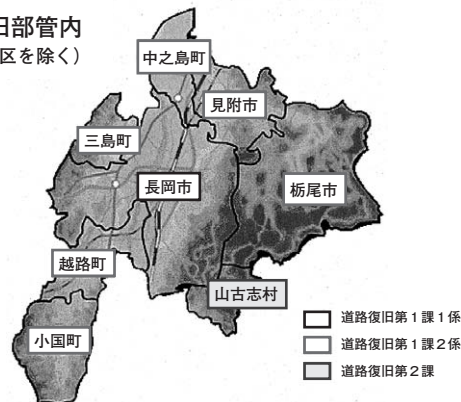 旧部管内
区を除く）
中之島町
見附市
三島町
長岡市
栃尾市
越路町
山古志村
小国町
道路復旧第１課１係
道路復旧第１課２係
道路復旧第２課